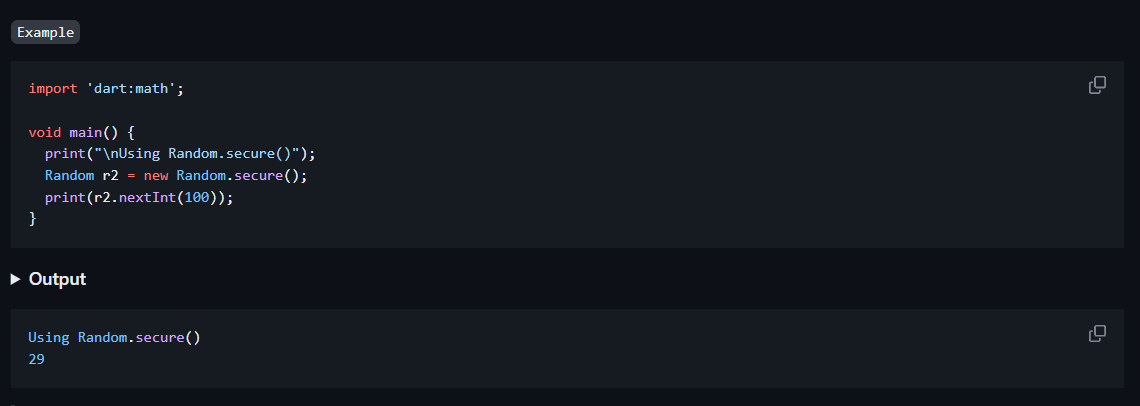 Example
import 'dart:math';
void main() {
  print("\nUsing Random.secure()");
  Random r2 = new Random.secure();
  print(r2.nextInt(100));
}
Output
Using Random.secure()
29